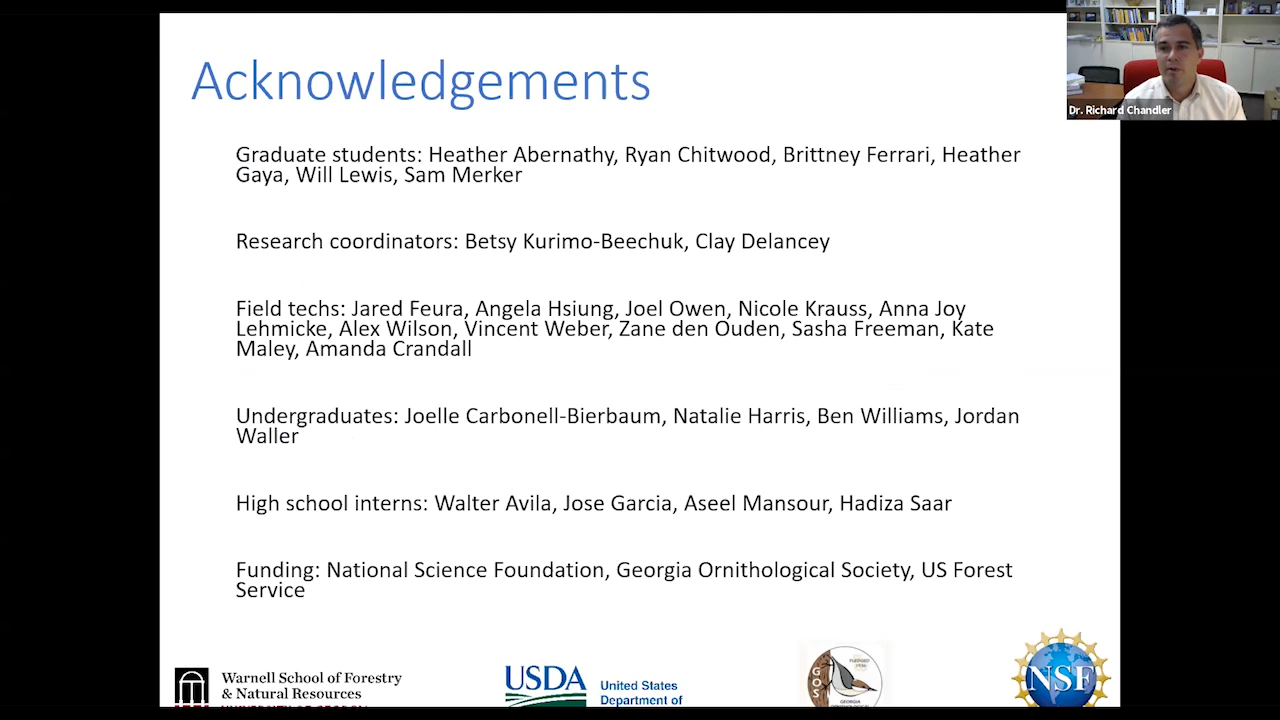 Acknowledgements
Dr. Richard Chandler
Graduate students: Heather Abernathy, Ryan Chitwood, Brittney Ferrari, Heather
Gaya, Will Lewis, Sam Merker
Research coordinators: Betsy Kurimo-Beechuk, Clay Delancey
Field techs: Jared Feura, Angela Hsiung, Joel Owen, Nicole Krauss, Anna Joy
Lehmicke, Alex Wilson, Vincent Weber, Zane den Ouden, Sasha Freeman, Kate
Maley, Amanda Crandall
Undergraduates: Joelle Carbonell-Bierbaum, Natalie Harris, Ben Williams, Jordan
Waller
High school interns: Walter Avila, Jose Garcia, Aseel Mansour, Hadiza Saar
Funding: National Science Foundation, Georgia Ornithological Society, US Forest
Service
Warnell School of Forestry
& Natural Resources
USDA
United States
Department of
GOS
NSF